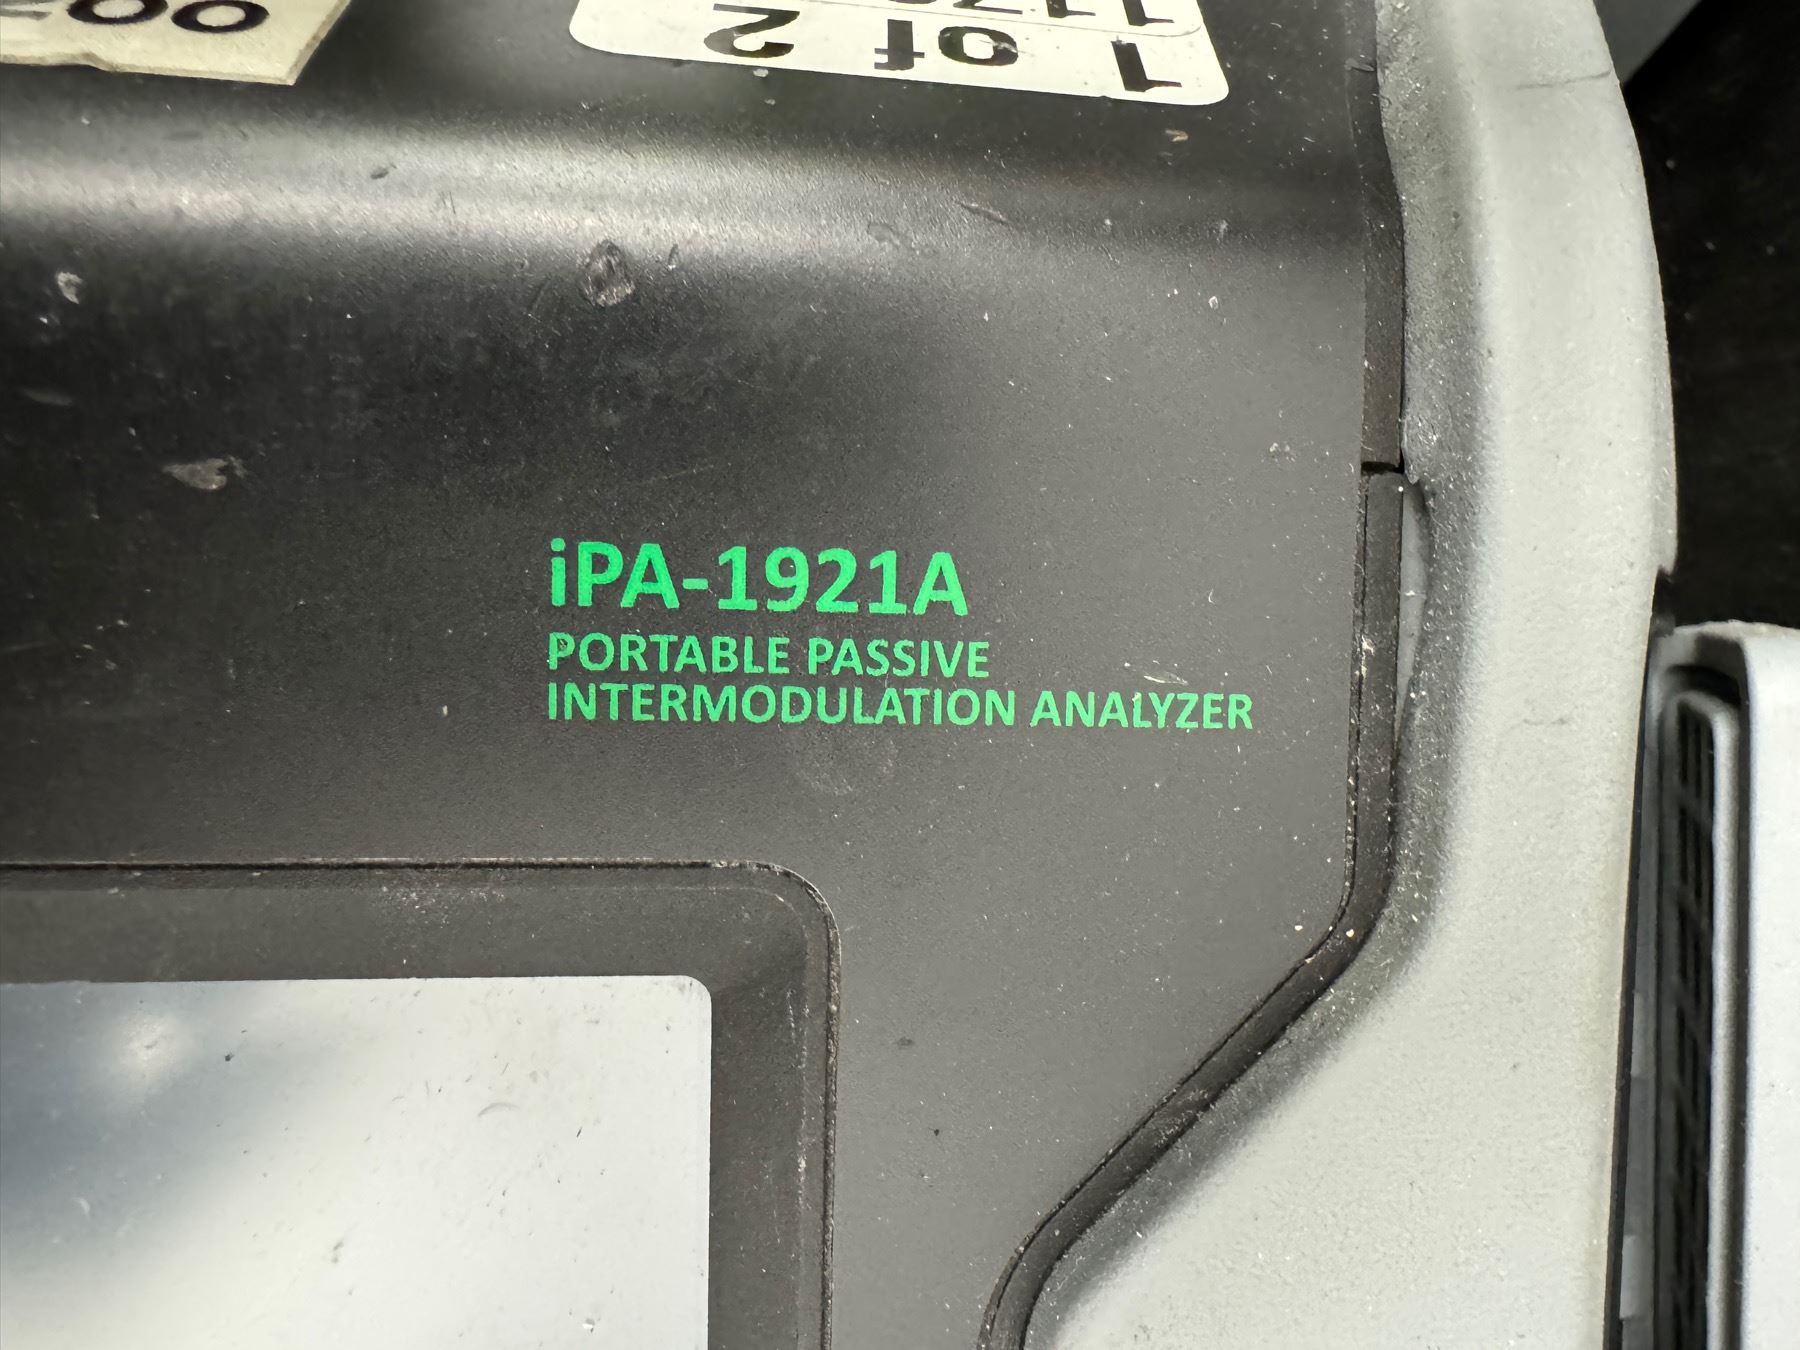 1 of 2
iPA-1921A
PORTABLE PASSIVE
INTERMODULATION ANALYZER